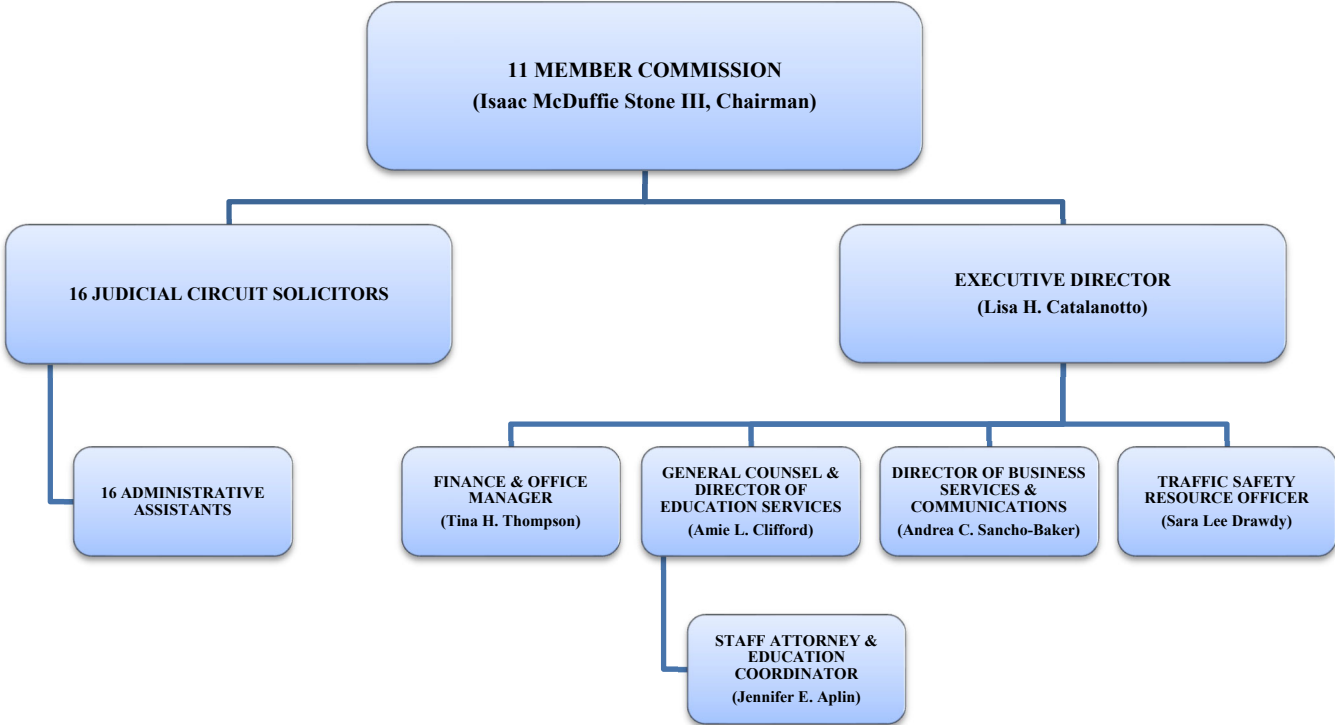 11 MEMBER COMMISSION
(Isaac McDuffie Stone III, Chairman)
16 JUDICIAL CIRCUIT SOLICITORS
EXECUTIVE DIRECTOR
(Lisa H. Catalanotto)
16 ADMINISTRATIVE
ASSISTANTS
FINANCE & OFFICE
MANAGER
(Tina H. Thompson)
GENERAL COUNSEL &
DIRECTOR OF
EDUCATION SERVICES
(Amie L. Clifford)
DIRECTOR OF BUSINESS
SERVICES &
COMMUNICATIONS
(Andrea C. Sancho-Baker)
TRAFFIC SAFETY
RESOURCE OFFICER
(Sara Lee Drawdy)
STAFF ATTORNEY &
EDUCATION
COORDINATOR
(Jennifer E. Aplin)